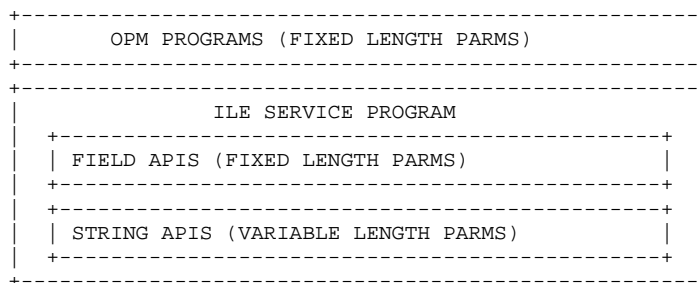 OPM PROGRAMS (FIXED LENGTH PARMS)
ILE SERVICE PROGRAM
FIELD APIS (FIXED LENGTH PARMS)
STRING APIS (VARIABLE LENGTH PARMS)